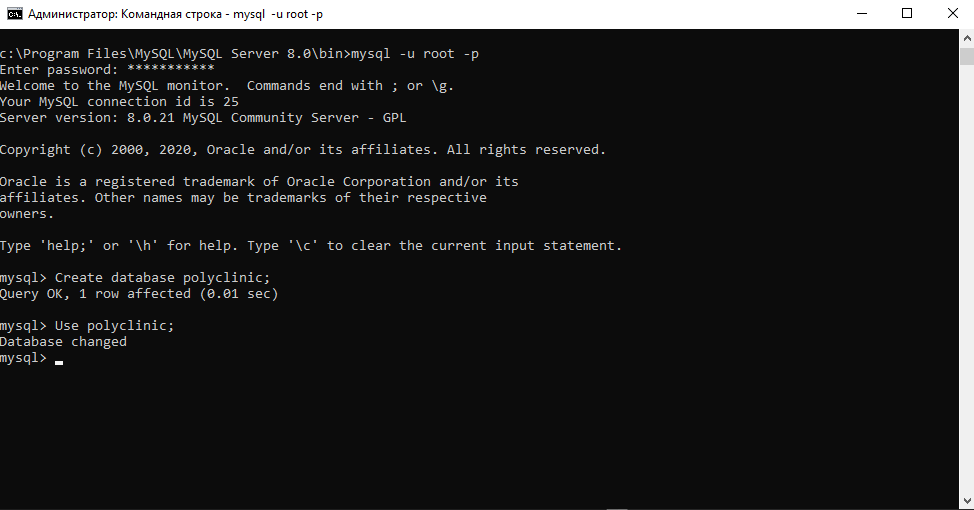 Администратор: Командная строка - mysql  -u root -p
c:\Program Files\MySQL\MySQL Server 8.0\bin>mysql -u root -p
Enter password: ***********
Welcome to the MySQL monitor.  Commands end with ; or \g.
Your MySQL connection id is 25
Server version: 8.0.21 MySQL Community Server - GPL
Copyright (c) 2000, 2020, Oracle and/or its affiliates. All rights reserved.
Oracle is a registered trademark of Oracle Corporation and/or its
affiliates. Other names may be trademarks of their respective
owners.
Type 'help;' or '\h' for help. Type '\c' to clear the current input statement.
mysql> Create database polyclinic;
Query OK, 1 row affected (0.01 sec)
mysql> Use polyclinic;
Database changed
mysql> _